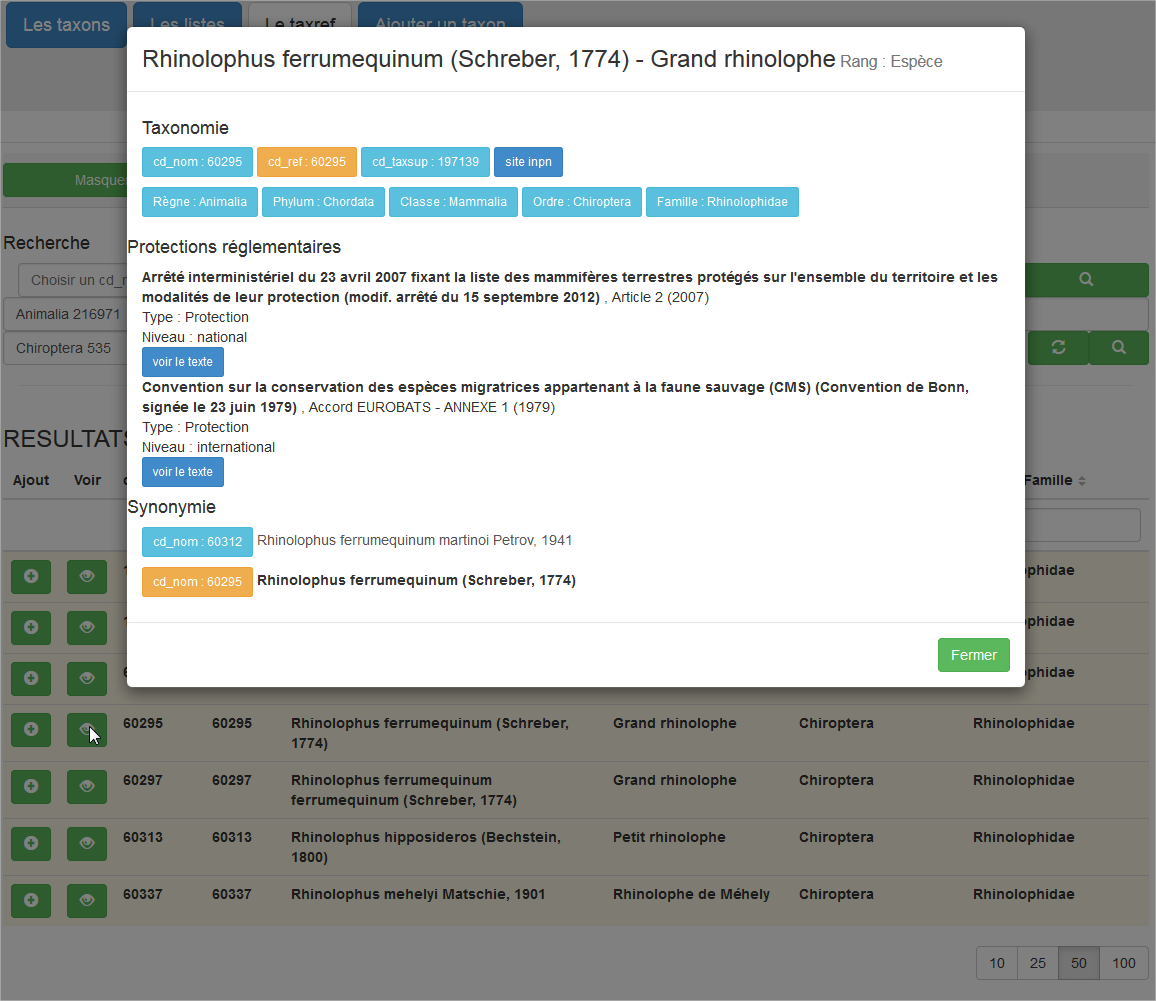 Les taxons Les listes Le taxref Ajouter un taxon
Rhinolophus ferrumequinum (Schreber, 1774) - Grand rhinolophe Rang : Espèce
Taxonomie
cd_nom : 60295 cd_ref : 60295 cd_taxsup : 197139 site inpn
Masquer
Règne : Animalia Phylum : Chordata Classe : Mammalia Ordre : Chiroptera Famille : Rhinolophidae
Recherche
Protections réglementaires
Choisir un
Arrêté interministériel du 23 avril 2007 fixant la liste des mammifères terrestres protégés sur l'ensemble du territoire et les
modalités de leur protection (modif. arrêté du 15 septembre 2012) , Article 2 (2007)
Animalia 216971
Type : Protection
Niveau : national
Chiroptera 535
voir le texte
Convention sur la conservation des espèces migratrices appartenant à la faune sauvage (CMS) (Convention de Bonn,
signée le 23 juin 1979) , Accord EUROBATS - ANNEXE 1 (1979)
Type : Protection
RESULTATS
Niveau : international
voir le texte
Ajout Voir Famille
Synonymie
cd_nom : 60312 Rhinolophus ferrumequinum martinoi Petrov, 1941
cd_nom : 60295 Rhinolophus ferrumequinum (Schreber, 1774)
Fermer
60295 60295 Rhinolophus ferrumequinum (Schreber, Grand rhinolophe Chiroptera Rhinolophidae
1774)
60297 60297 Rhinolophus ferrumequinum Grand rhinolophe Chiroptera Rhinolophidae
ferrumequinum (Schreber, 1774)
60313 60313 Rhinolophus hipposideros (Bechstein, Petit rhinolophe Chiroptera Rhinolophidae
1800)
60337 60337 Rhinolophus mehelyi Matschie, 1901 Rhinolophe de Méhely Chiroptera Rhinolophidae
10 25 50 100